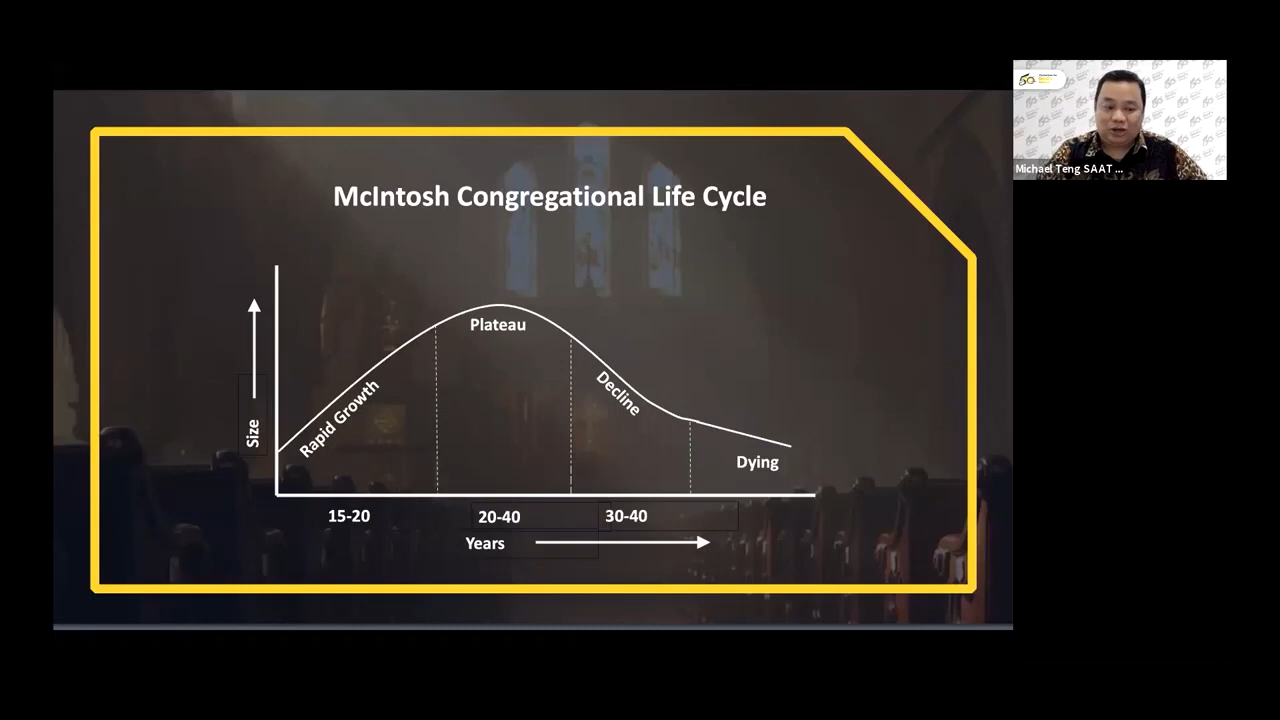 McIntosh Congregational Life Cycle
Plateau
Rapid Growth
Decline
Dying
Size
15-20
20-40
30-40
Years
50
Michael Teng SAAT ...